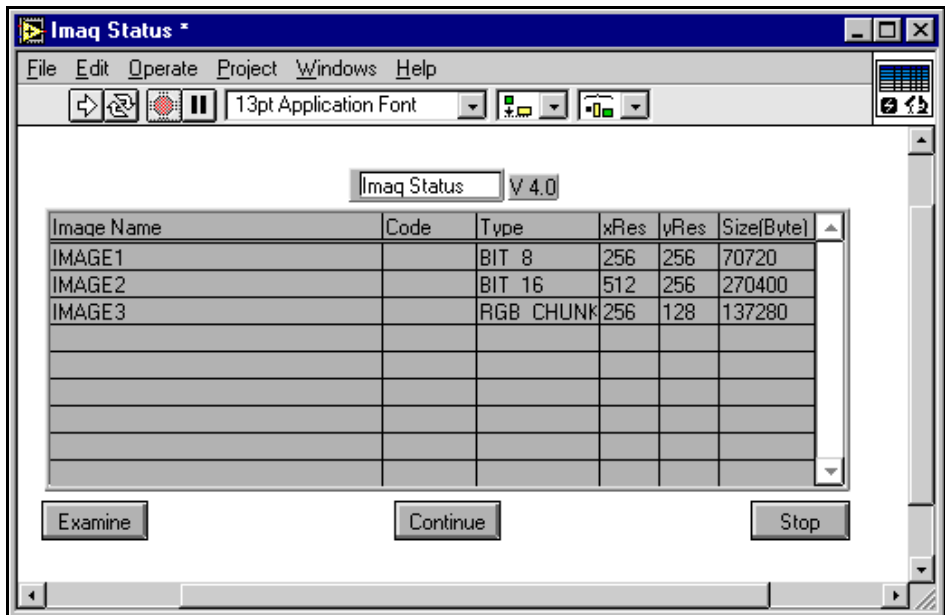 Imaq Status *
File Edit Operate Project Windows Help
13pt Application Font
Imaq Status V 4.0
Image Name Code Type xRes yRes Size(Byte)
IMAGE1 BIT 8 256 256 70720
IMAGE2 BIT 16 512 256 270400
IMAGE3 RGB CHUNK 256 128 137280
Examine Continue Stop